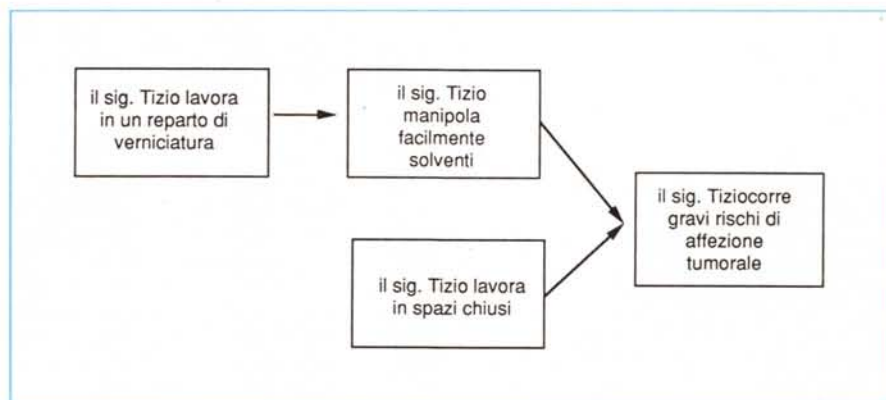 il sig. Tizio lavora
in un reparto di
verniciatura
il sig. Tizio
manipola
facilmente
solventi
il sig. Tizio lavora
in spazi chiusi
il sig. Tiziocorre
gravi rischi di
affezione
tumorale